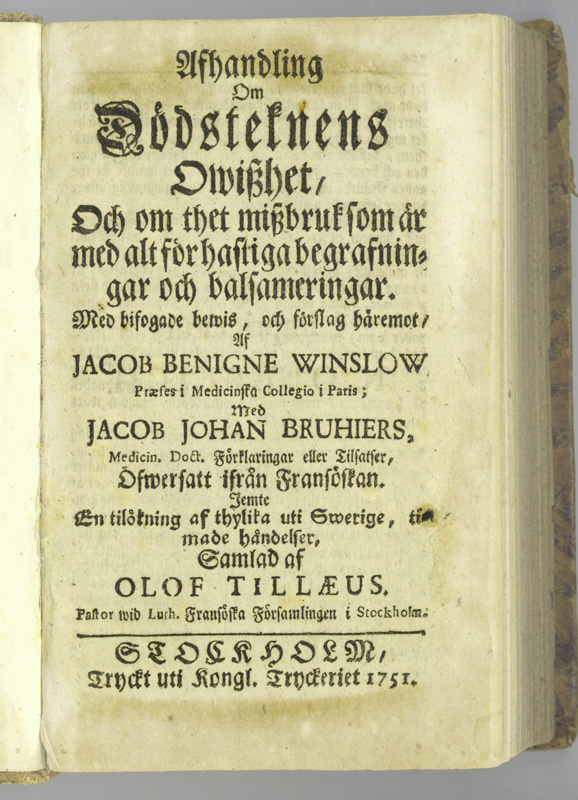 Afhandling
Om
Dödsteknens
Owißhet/
Och om thet mißbruk som är
med alt för hastiga begrafnin⸗
gar och balsameringar.
Med bifogade bewis, och förslag häremot/
Af
JACOB BENIGNE WINSLOW
Præses i Medicinska Collegio i Paris;
Med
JACOB JOHAN BRUHIERS,
Medicin. Doct. Förklaringar eller Tilsatser,
Öfwersatt ifrån Fransöskan.
Jemte
En tilökning af thylika uti Swerige, ti⸗
made händelser,
Samlad af
OLOF TILLÆUS.
Pastor wid Luth. Fransöska Församlingen i Stockholm.
STOCKHOLM/
Tryckt uti Kongl. Tryckeriet 1751.